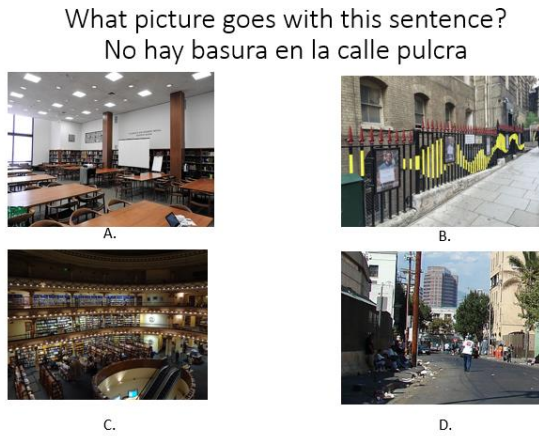 What picture goes with this sentence?
No hay basura en la calle pulcra
A.
B.
C.
D.